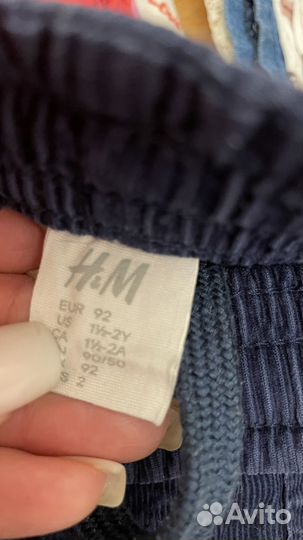 H&M
EUR 92
US 1½-2Y
CA 1½-2A
90/50
92
S 2
Avito